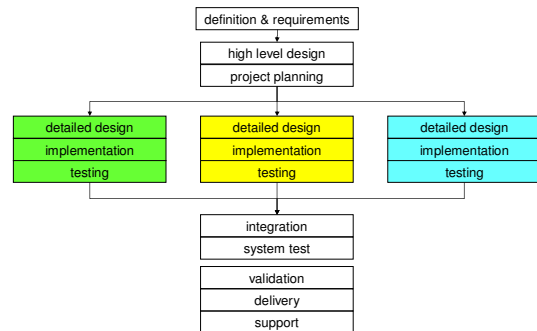 definition & requirements
high level design
project planning
detailed design
implementation
testing
detailed design
implementation
testing
detailed design
implementation
testing
integration
system test
validation
delivery
support